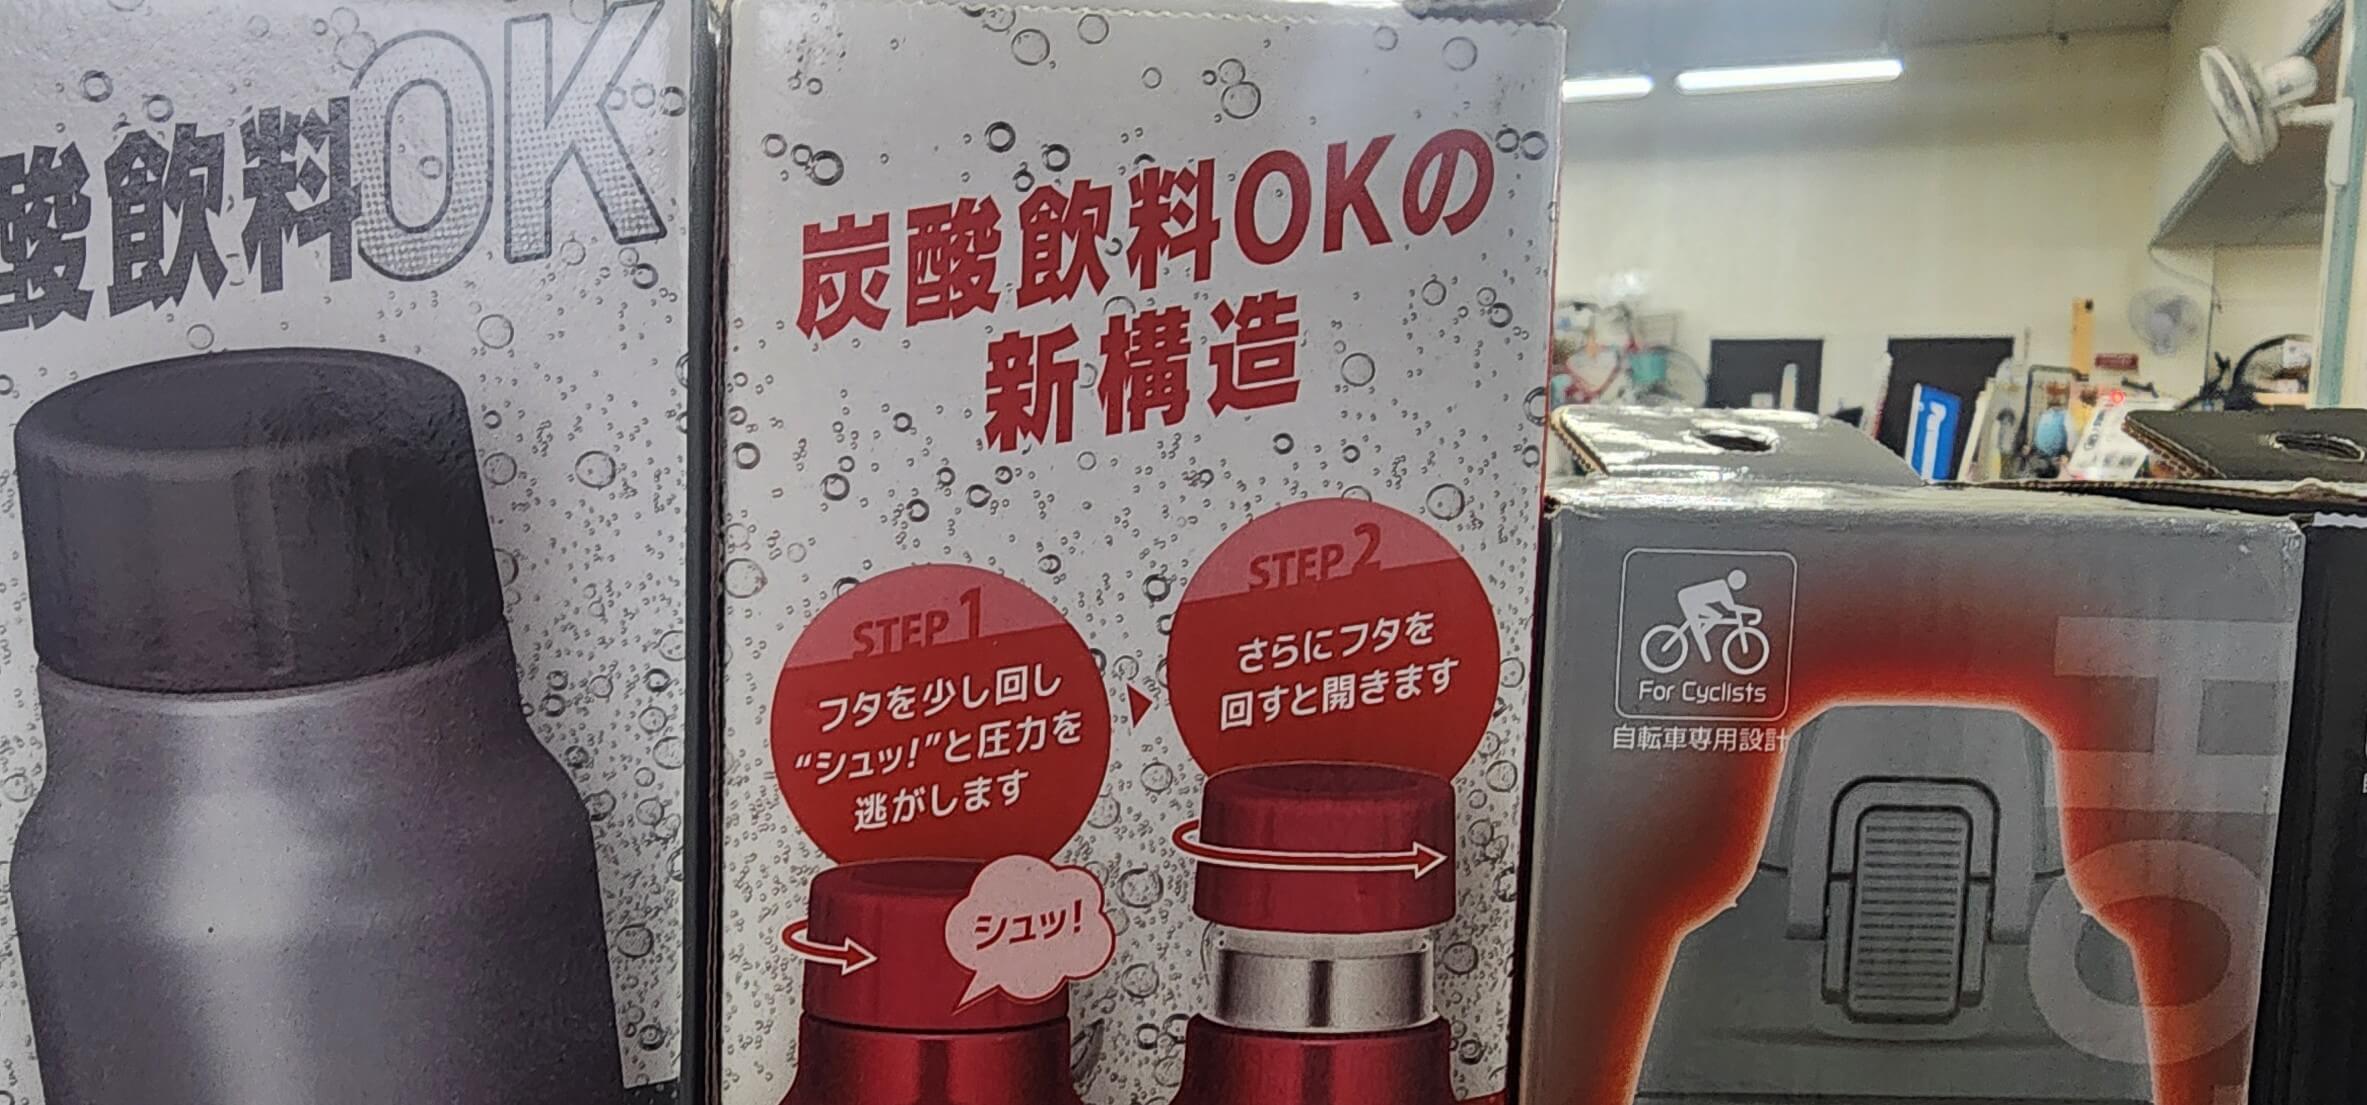 酸飲料OK
炭酸飲料OKの
新構造
STEP 1
フタを少し回し
“シュッ!”と圧力を
逃がします
シュッ!
STEP 2
さらにフタを
回すと開きます
For Cyclists
自転車専用設計
HO